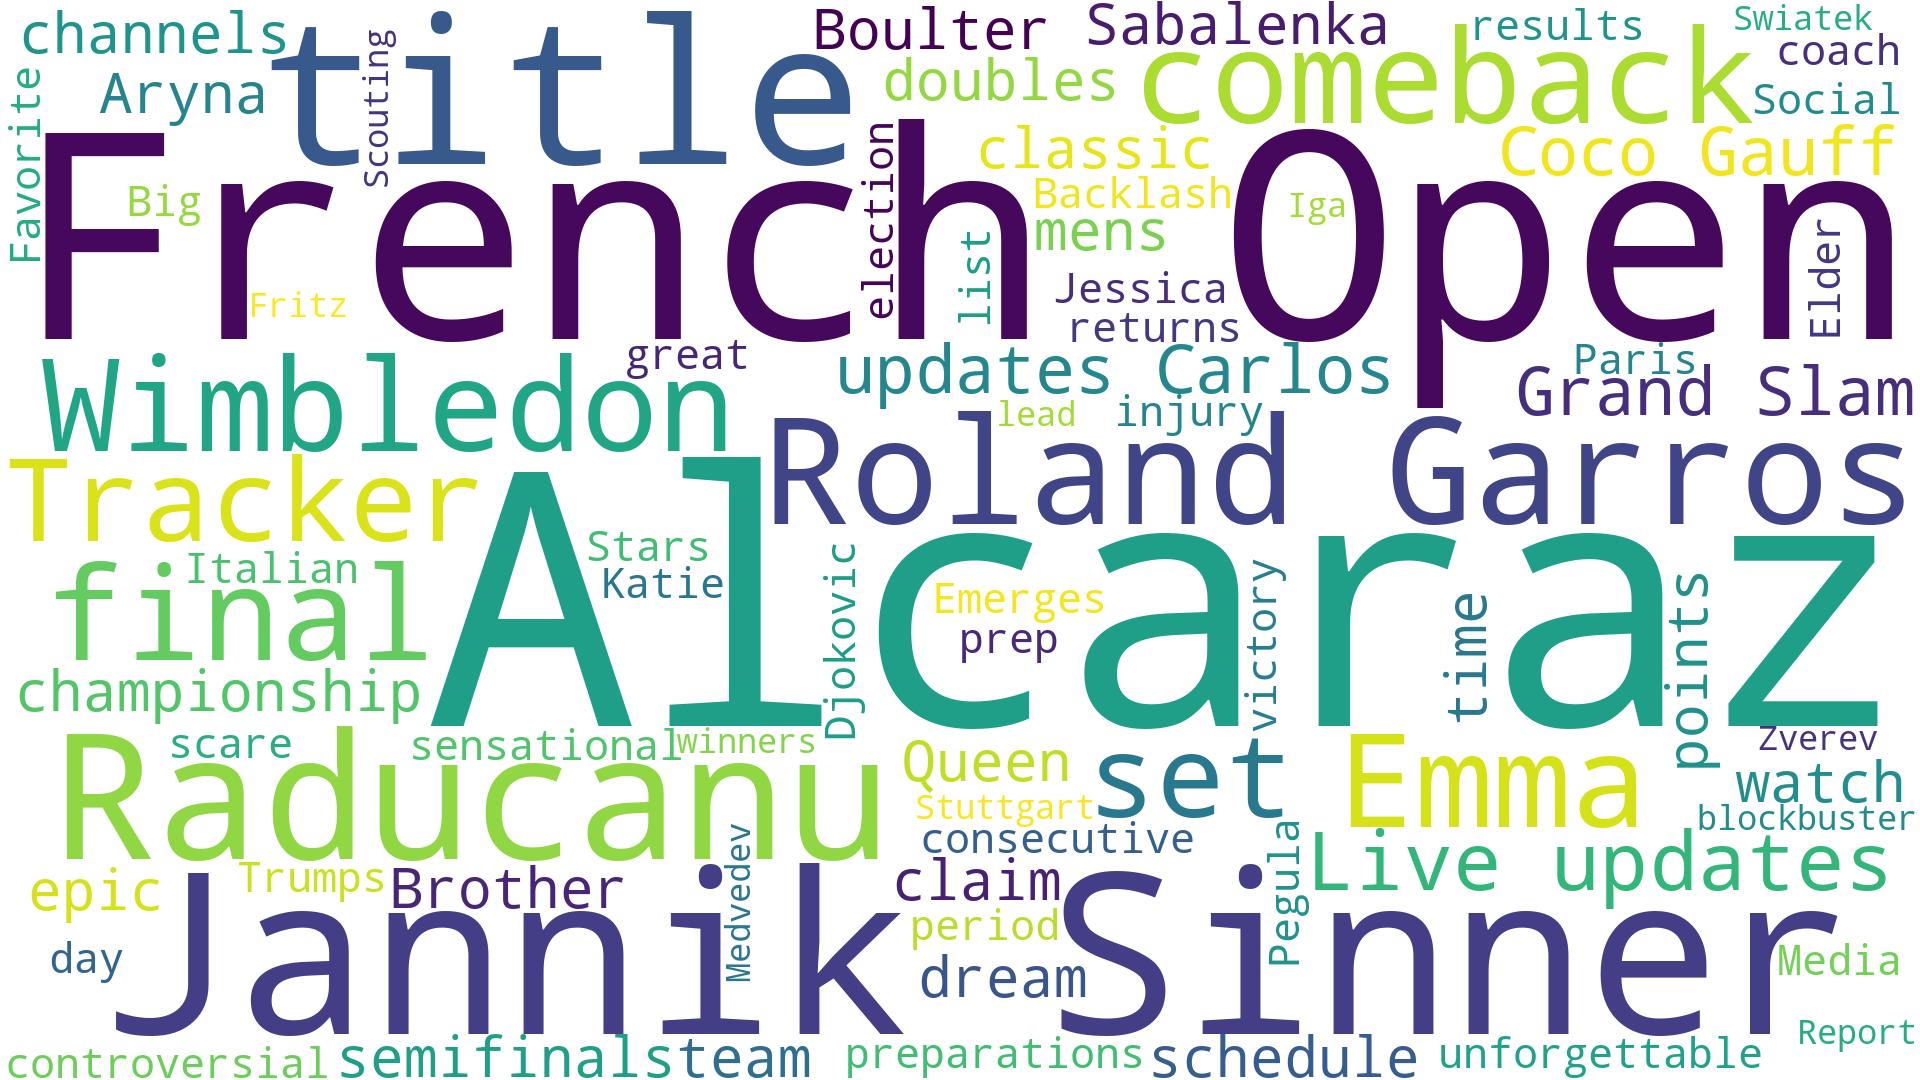 channels
title
Boulter
Sabalenka
results
Swiatek
coach
Aryna
Scouting
doubles
comeback
Social
Favorite
French Open
Big
election
classic
Coco Gauff
Backlash
Iga
mens
list
Elder
Fritz
Jessica
returns
great
Wimbledon
updates
Carlos
Paris
Grand Slam
lead
injury
Roland Garros
Tracker
Alcaraz
Italian
Stars
Katie
final
Djokovic
Emerges
prep
victory
time
points
championship
scare
sensational
winners
Raducanu
Queen
set
Emma
Zverev
watch
Stuttgart
blockbuster
consecutive
Medvedev
Pegula
Live updates
epic
Trumps
Brother
claim
Jannik Sinner
period
day
dream
Media
Report
controversial
semifinals
team
preparations
schedule
unforgettable